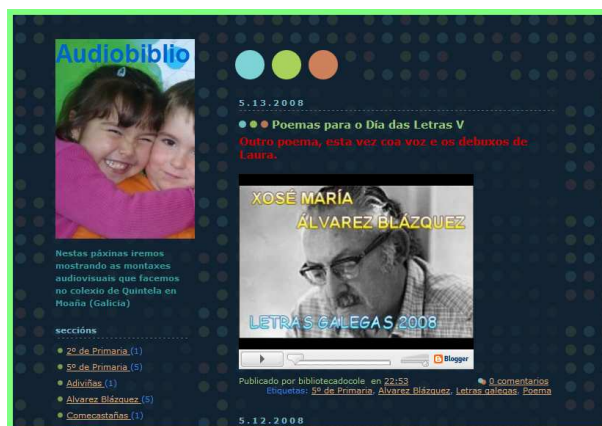 Audiobiblio
Nestas páxinas iremos
mostrando as montaxes
audiovisuais que facemos
no colexio de Quintela en
Moaña (Galicia)
seccións
2º de Primaria (1)
5º de Primaria (5)
Adiviñas (1)
Alvarez Blázquez (5)
Comecastañas (1)
5.13.2008
Poemas para o Día das Letras V
Outro poema, esta vez coa voz e os debuxos de
Laura.
XOSÉ MARÍA
ÁLVAREZ BLÁZQUEZ
LETRAS GALEGAS 2008
Blogger
Publicado por bibliotecadocole en 22:53 0 comentarios
Etiquetas: 5º de Primaria, Alvarez Blázquez, Letras galegas, Poema
5.12.2008